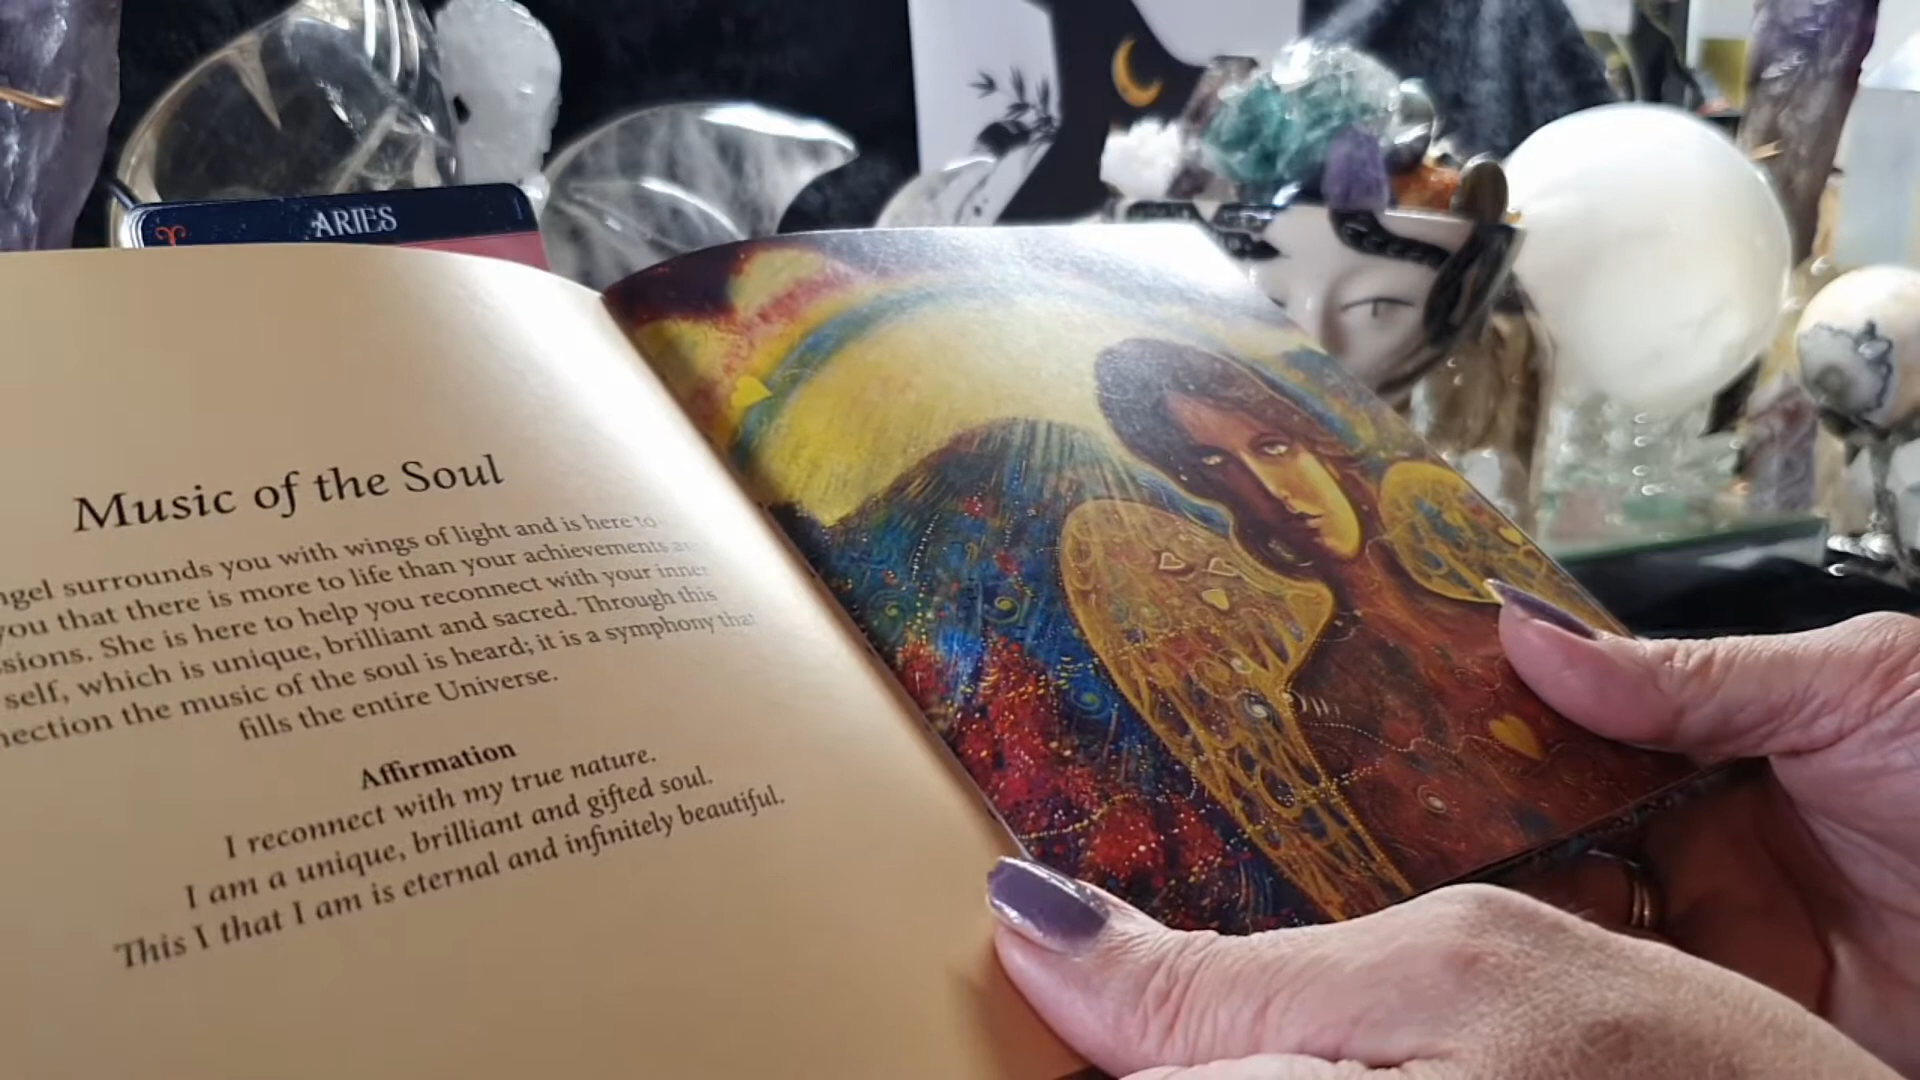 ARIES
Music of the Soul
ngel surrounds you with wings of light and is here to
you that there is more to life than your achievements
ssions. She is here to help you reconnect with your inner
self, which is unique, brilliant and sacred. Through this
nection the music of the soul is heard; it is a symphony that
fills the entire Universe.
Affirmation
I reconnect with my true nature.
I am a unique, brilliant and gifted soul.
This I that I am is eternal and infinitely beautiful.